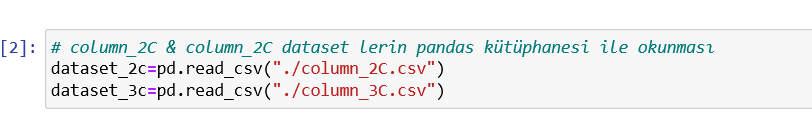 [2]: # column_2C & column_2C dataset lerin pandas kütüphanesi ile okunması
dataset_2c=pd.read_csv("./column_2C.csv")
dataset_3c=pd.read_csv("./column_3C.csv")